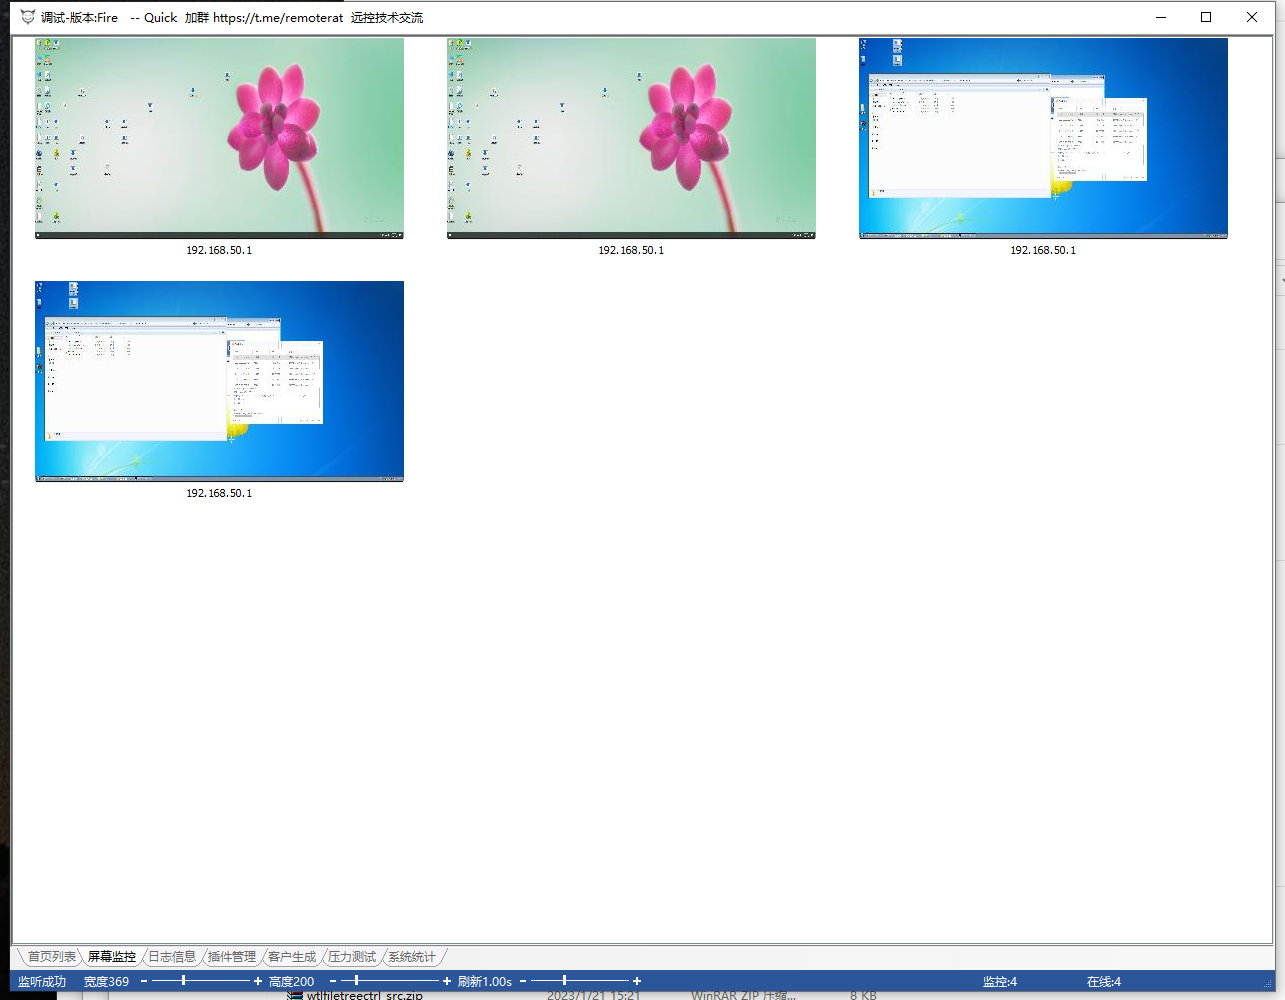 调试-版本:Fire -- Quick 加群 https://t.me/remoterat 远控技术交流
192.168.50.1 192.168.50.1 192.168.50.1
192.168.50.1
首页列表 屏幕监控 日志信息 插件管理 客户生成 压力测试 系统统计
监听成功 宽度369 高度200 刷新1.00s 监控:4 在线:4
wtlfiletreectrl_src.zip 2023/1/21 15:21 WinRAR ZIP 压缩... 8 KB